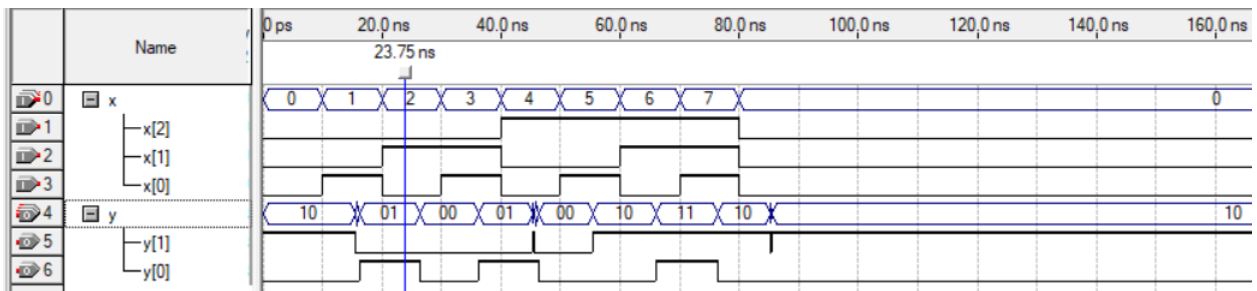 0 ps 20.0 ns 40.0 ns 60.0 ns 80.0 ns 100.0 ns 120.0 ns 140.0 ns 160.0 ns
Name
23.75 ns
0 x 0 1 2 3 4 5 6 7 0
1 x[2]
2 x[1]
3 x[0]
4 y 10 01 00 01 00 10 11 10 10
5 y[1]
6 y[0]